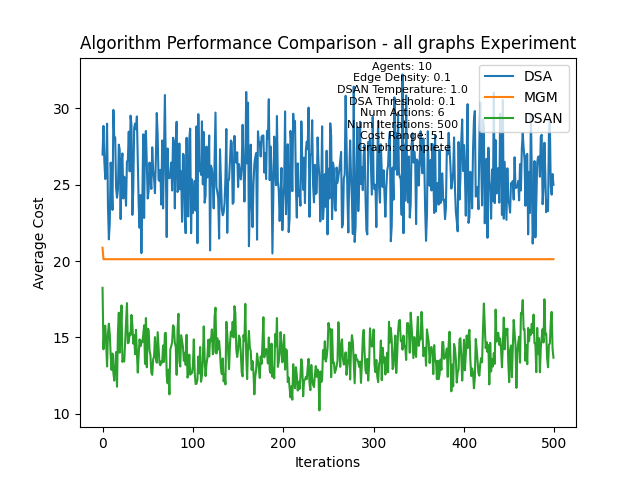 Algorithm Performance Comparison - all graphs Experiment
Agents: 10
Edge Density: 0.1
DSAN Temperature: 1.0
DSA Threshold: 0.1
Num Actions: 6
Num Iterations: 500
Cost Range: 51
Graph: complete
DSA
MGM
DSAN
Average Cost
30
25
20
15
10
0
100
200
300
400
500
Iterations